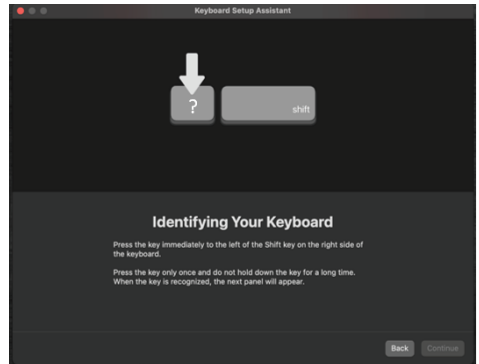 Keyboard Setup Assistant
?
shift
Identifying Your Keyboard
Press the key immediately to the left of the Shift key on the right side of
the keyboard.
Press the key only once and do not hold down the key for a long time.
When the key is recognized, the next panel will appear.
Back
Continue